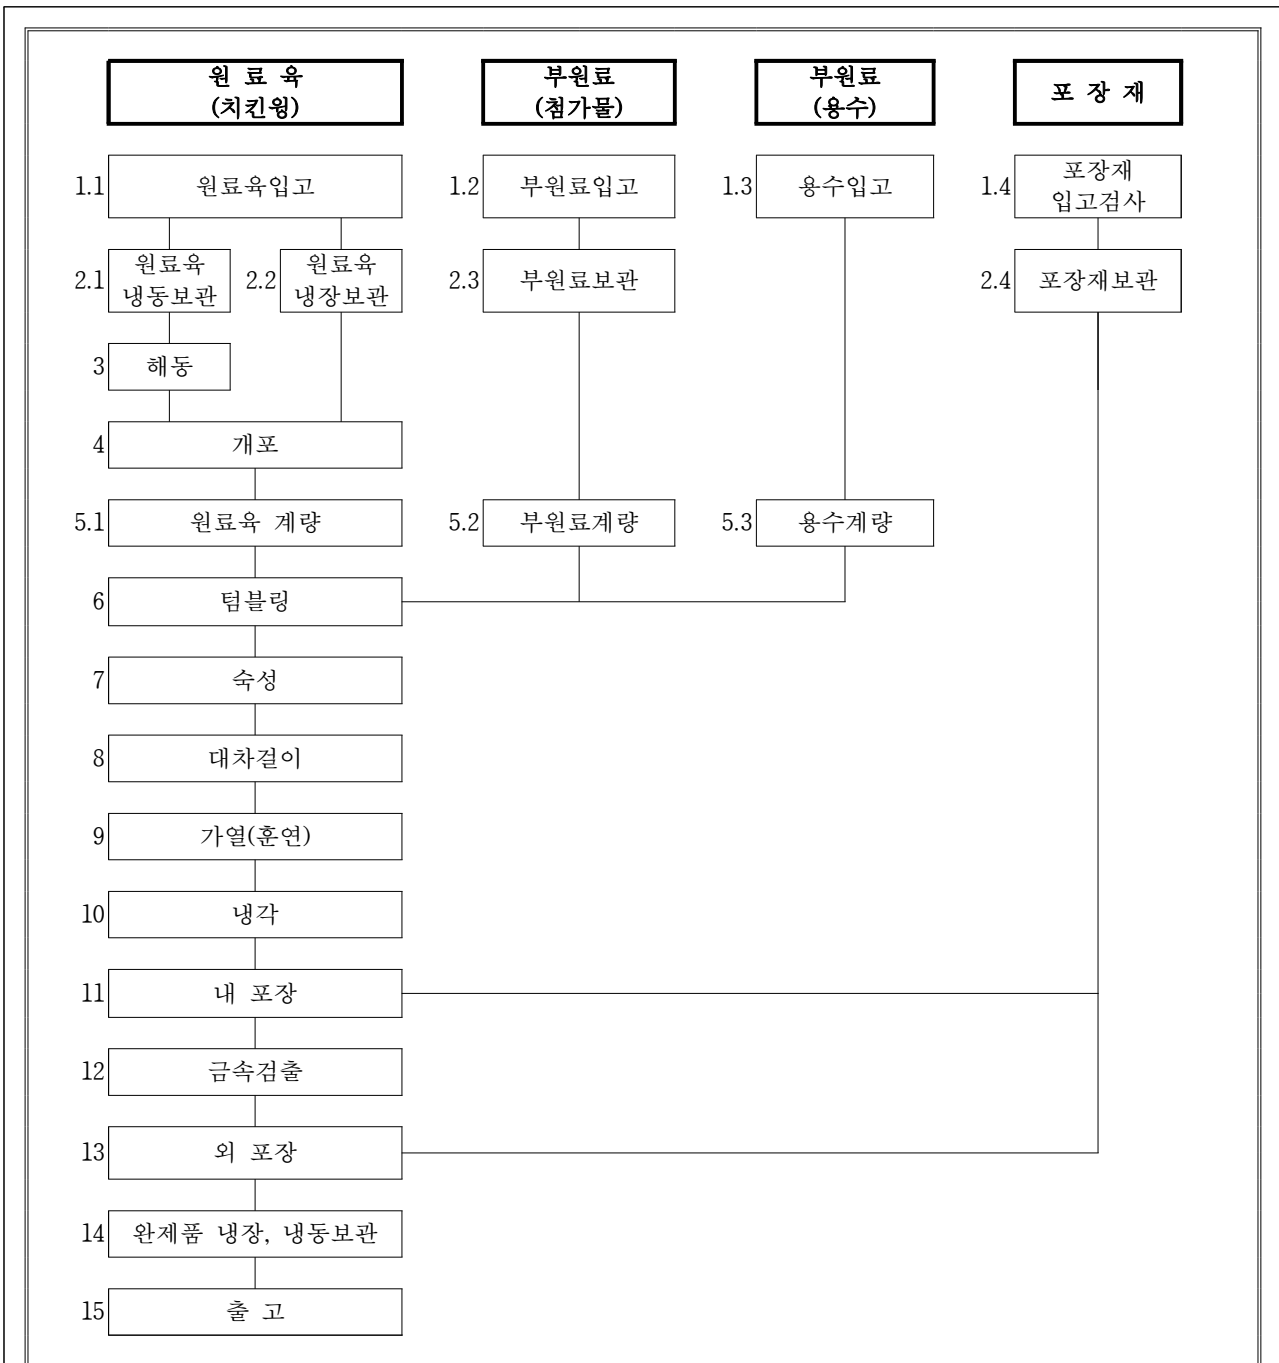 원 료 육
(치킨윙)
부원료
(첨가물)
부원료
(용수)
포 장 재
1.1 원료육입고
1.2 부원료입고
1.3 용수입고
1.4 포장재
입고검사
2.1 원료육
냉동보관
2.2 원료육
냉장보관
2.3 부원료보관
2.4 포장재보관
3 해동
4 개포
5.1 원료육 계량
5.2 부원료계량
5.3 용수계량
6 텀블링
7 숙성
8 대차걸이
9 가열(훈연)
10 냉각
11 내 포장
12 금속검출
13 외 포장
14 완제품 냉장, 냉동보관
15 출 고